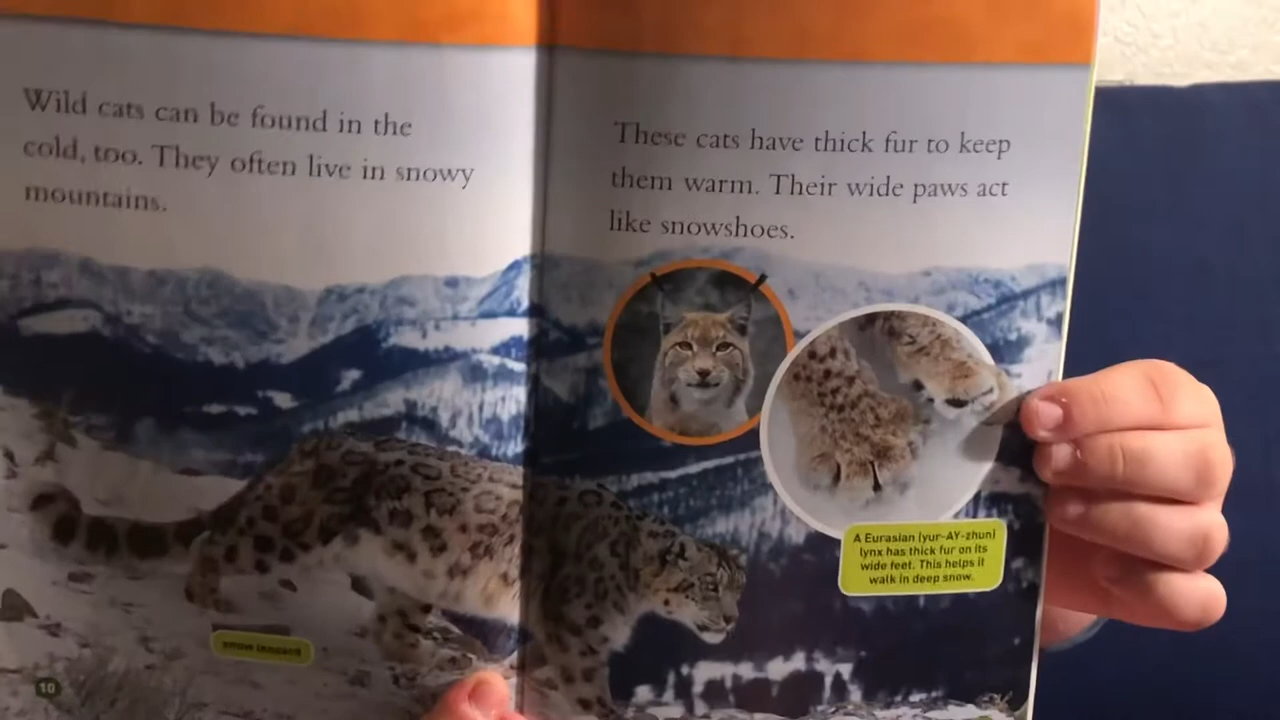 Wild cats can be found in the
cold, too. They often live in snowy
mountains.
These cats have thick fur to keep
them warm. Their wide paws act
like snowshoes.
A Eurasian (yur-AY-zhun)
lynx has thick fur on its
wide feet. This helps it
walk in deep snow.
snow leopard
10